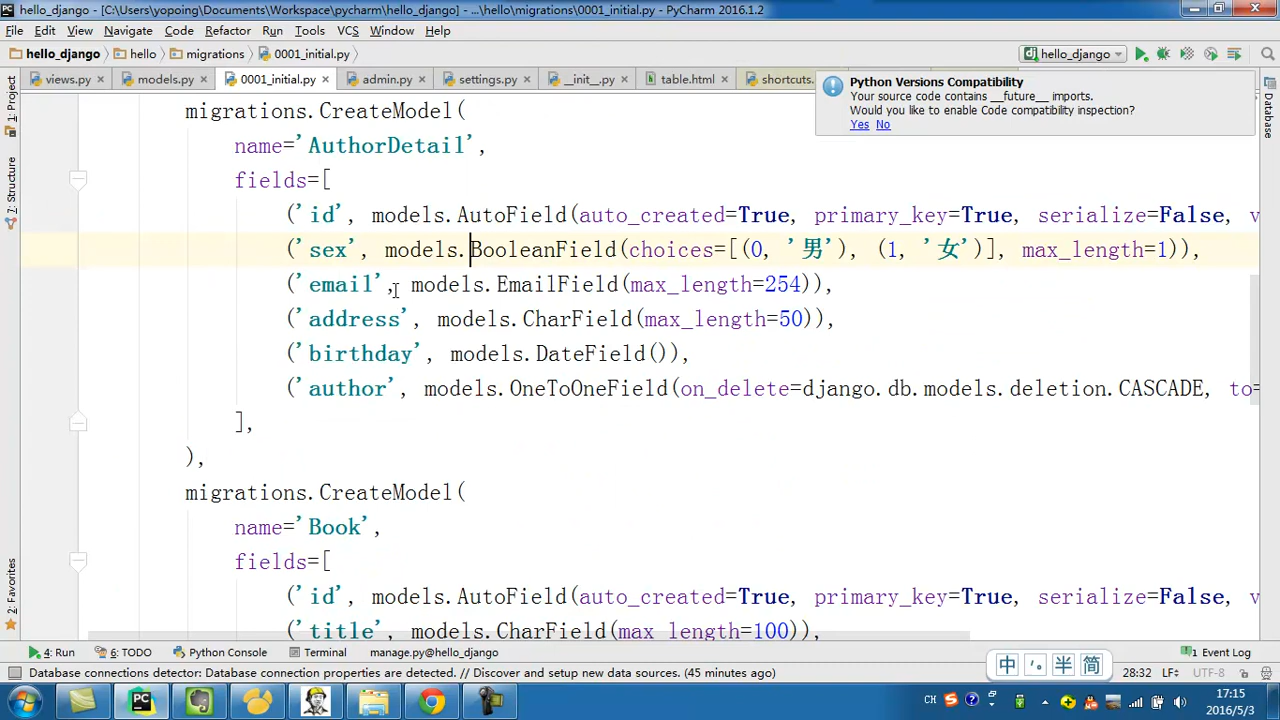 hello_django - [C:\Users\yopoing\Documents\Workspace\pycharm\hello_django] - ...\hello\migrations\0001_initial.py - PyCharm 2016.1.2
File Edit View Navigate Code Refactor Run Tools VCS Window Help
hello_django hello migrations 0001_initial.py hello_django
views.py models.py 0001_initial.py admin.py settings.py __init__.py table.html shortcuts.
Python Versions Compatibility
Your source code contains __future__ imports.
Would you like to enable Code compatibility inspection?
Yes No
1: Project
7: Structure
2: Favorites
Database
migrations.CreateModel(
name='AuthorDetail',
fields=[
('id', models.AutoField(auto_created=True, primary_key=True, serialize=False, v
('sex', models.BooleanField(choices=[(0, '男'), (1, '女')], max_length=1)),
('email', models.EmailField(max_length=254)),
('address', models.CharField(max_length=50)),
('birthday', models.DateField()),
('author', models.OneToOneField(on_delete=django.db.models.deletion.CASCADE, to=
],
),
migrations.CreateModel(
name='Book',
fields=[
('id', models.AutoField(auto_created=True, primary_key=True, serialize=False, v
('title', models.CharField(max_length=100)),
4: Run 6: TODO Python Console Terminal manage.py@hello_django 中 ', 半 简 1 Event Log
Database connections detector: Database connection properties are detected. // Discover and setup new data sources. (45 minutes ago) 28:32 LF UTF-8
PC CH 17:15
2016/5/3